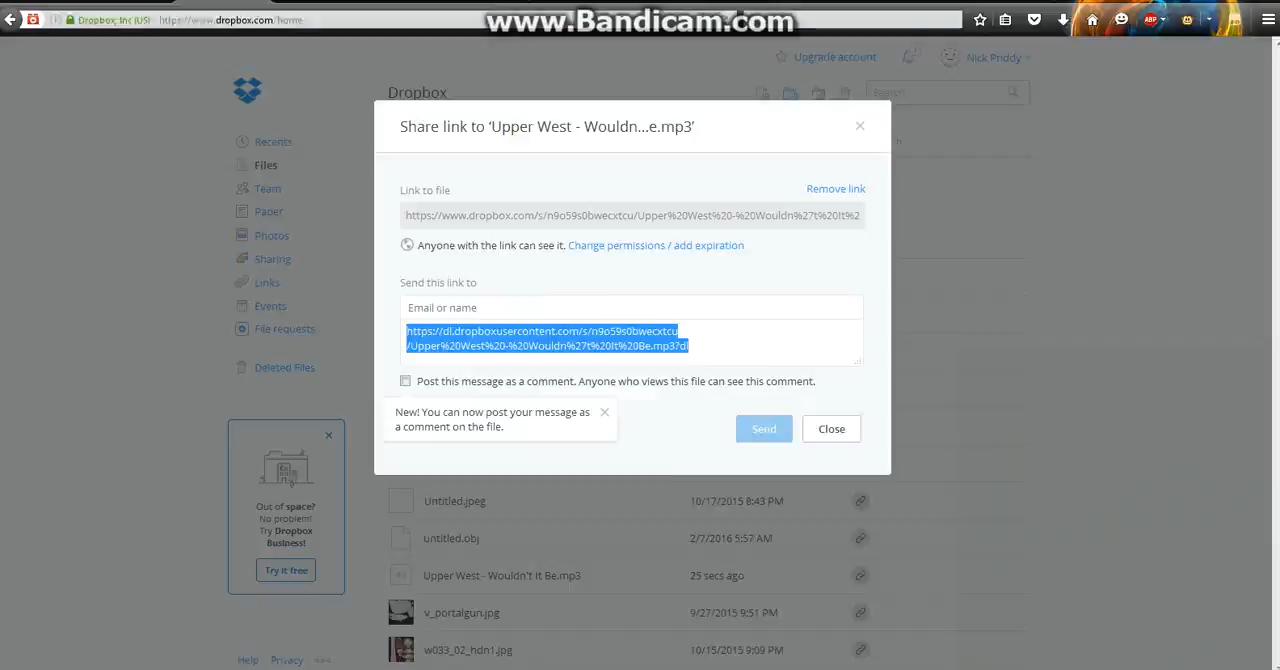 www.Bandicam.com
Dropbox, Inc (US) https://www.dropbox.com/home
ABP
Upgrade account
Nick Priddy
Dropbox
Search
Share link to ‘Upper West - Wouldn...e.mp3’
Recents
Files
Team
Paper
Photos
Sharing
Links
Events
File requests
Deleted Files
Link to file
Remove link
https://www.dropbox.com/s/n9o59s0bwecxtcu/Upper%20West%20-%20Wouldn%27t%20It%2
Anyone with the link can see it. Change permissions / add expiration
Send this link to
Email or name
https://dl.dropboxusercontent.com/s/n9o59s0bwecxtcu
/Upper%20West%20-%20Wouldn%27t%20It%20Be.mp3?dl
Post this message as a comment. Anyone who views this file can see this comment.
New! You can now post your message as
a comment on the file.
Send
Close
Out of space?
No problem!
Try Dropbox
Business!
Try it free
Untitled.jpeg 10/17/2015 8:43 PM
untitled.obj 2/7/2016 5:57 AM
Upper West - Wouldn't It Be.mp3 25 secs ago
v_portalgun.jpg 9/27/2015 9:51 PM
w033_02_hdn1.jpg 10/15/2015 9:09 PM
Help Privacy